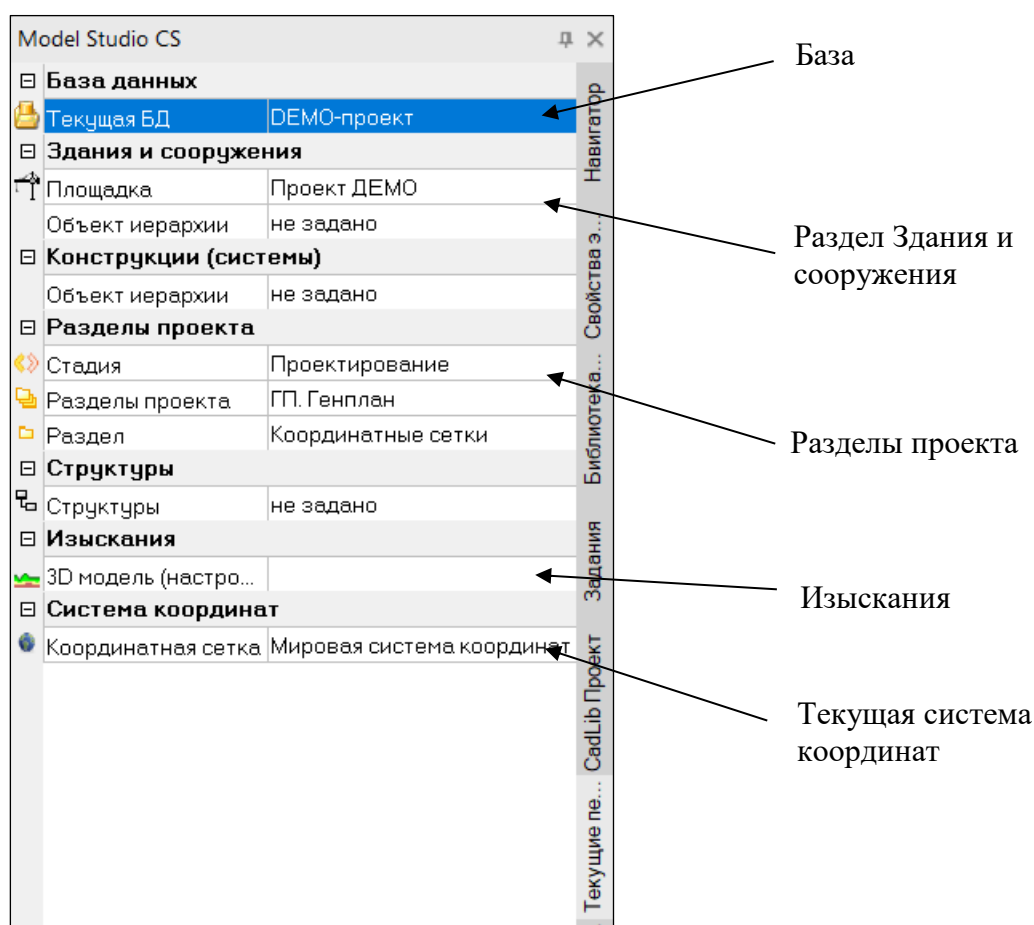 Model Studio CS
База данных
Текущая БД DEMO-проект
Здания и сооружения
Площадка Проект ДЕМО
Объект иерархии не задано
Конструкции (системы)
Объект иерархии не задано
Разделы проекта
Стадия Проектирование
Разделы проекта ГП. Генплан
Раздел Координатные сетки
Структуры
Структуры не задано
Изыскания
3D модель (настро...
Система координат
Координатная сетка Мировая система координат
Навигатор
Свойства э...
Библиотека...
Задания
CadLib Проект
Текущие пе...
База
Раздел Здания и
сооружения
Разделы проекта
Изыскания
Текущая система
координат